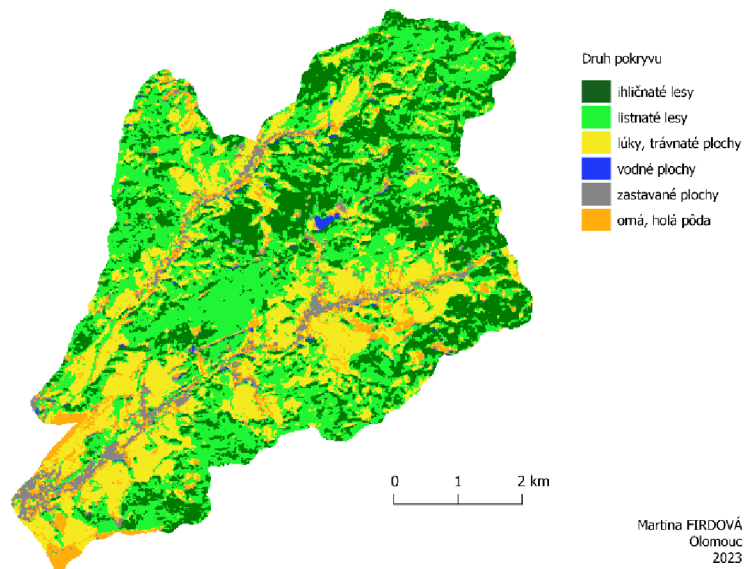 Druh pokryvu
ihličnaté lesy
listnaté lesy
lúky, trávnaté plochy
vodné plochy
zastavané plochy
orná, holá pôda
0 1 2 km
Martina FIRDOVÁ
Olomouc
2023